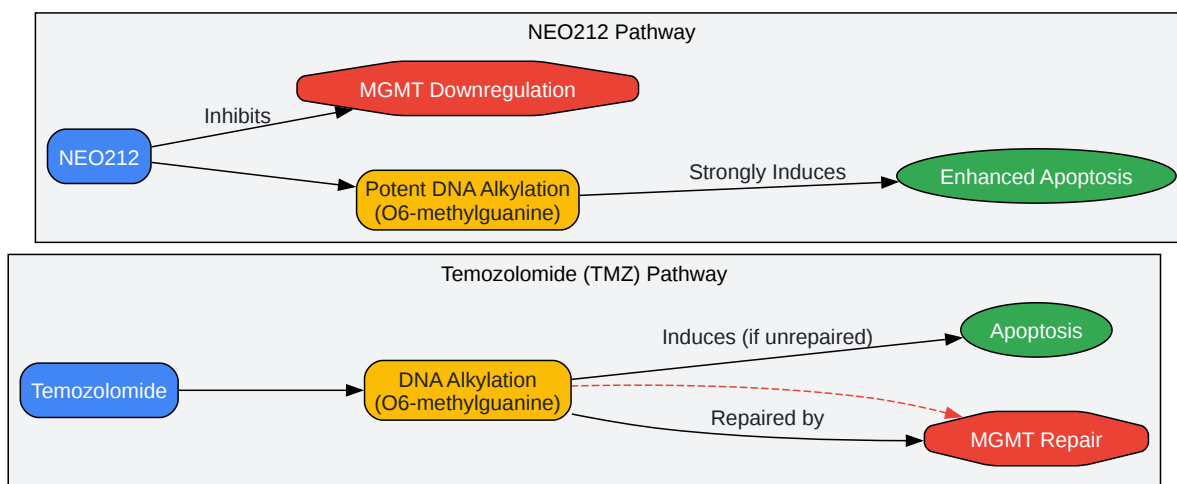 NEO212 Pathway
MGMT Downregulation
Inhibits
NEO212
Potent DNA Alkylation
(O6-methylguanine)
Strongly Induces
Enhanced Apoptosis
Temozolomide (TMZ) Pathway
Temozolomide
DNA Alkylation
(O6-methylguanine)
Induces (if unrepaired)
Apoptosis
Repaired by
MGMT Repair